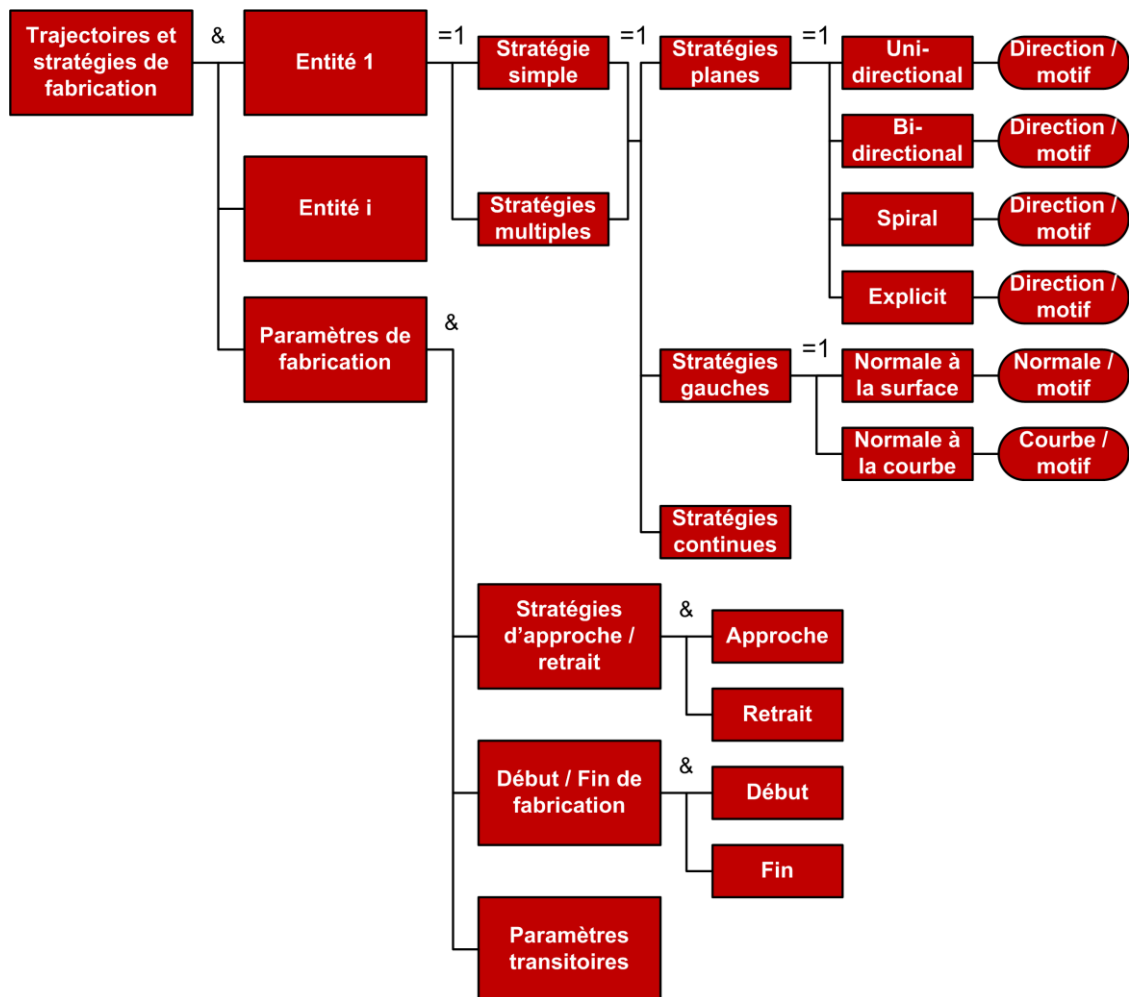 Trajectoires et
stratégies de
fabrication
&
Entité 1
=1
Stratégie
simple
=1
Stratégies
planes
=1
Uni-
directional
Direction /
motif
Bi-
directional
Direction /
motif
Entité i
Stratégies
multiples
Spiral
Direction /
motif
Explicit
Direction /
motif
Paramètres de
fabrication
&
Stratégies
gauches
=1
Normale à
la surface
Normale /
motif
Normale à
la courbe
Courbe /
motif
Stratégies
continues
Stratégies
d'approche /
retrait
&
Approche
Retrait
Début / Fin de
fabrication
&
Début
Fin
Paramètres
transitoires